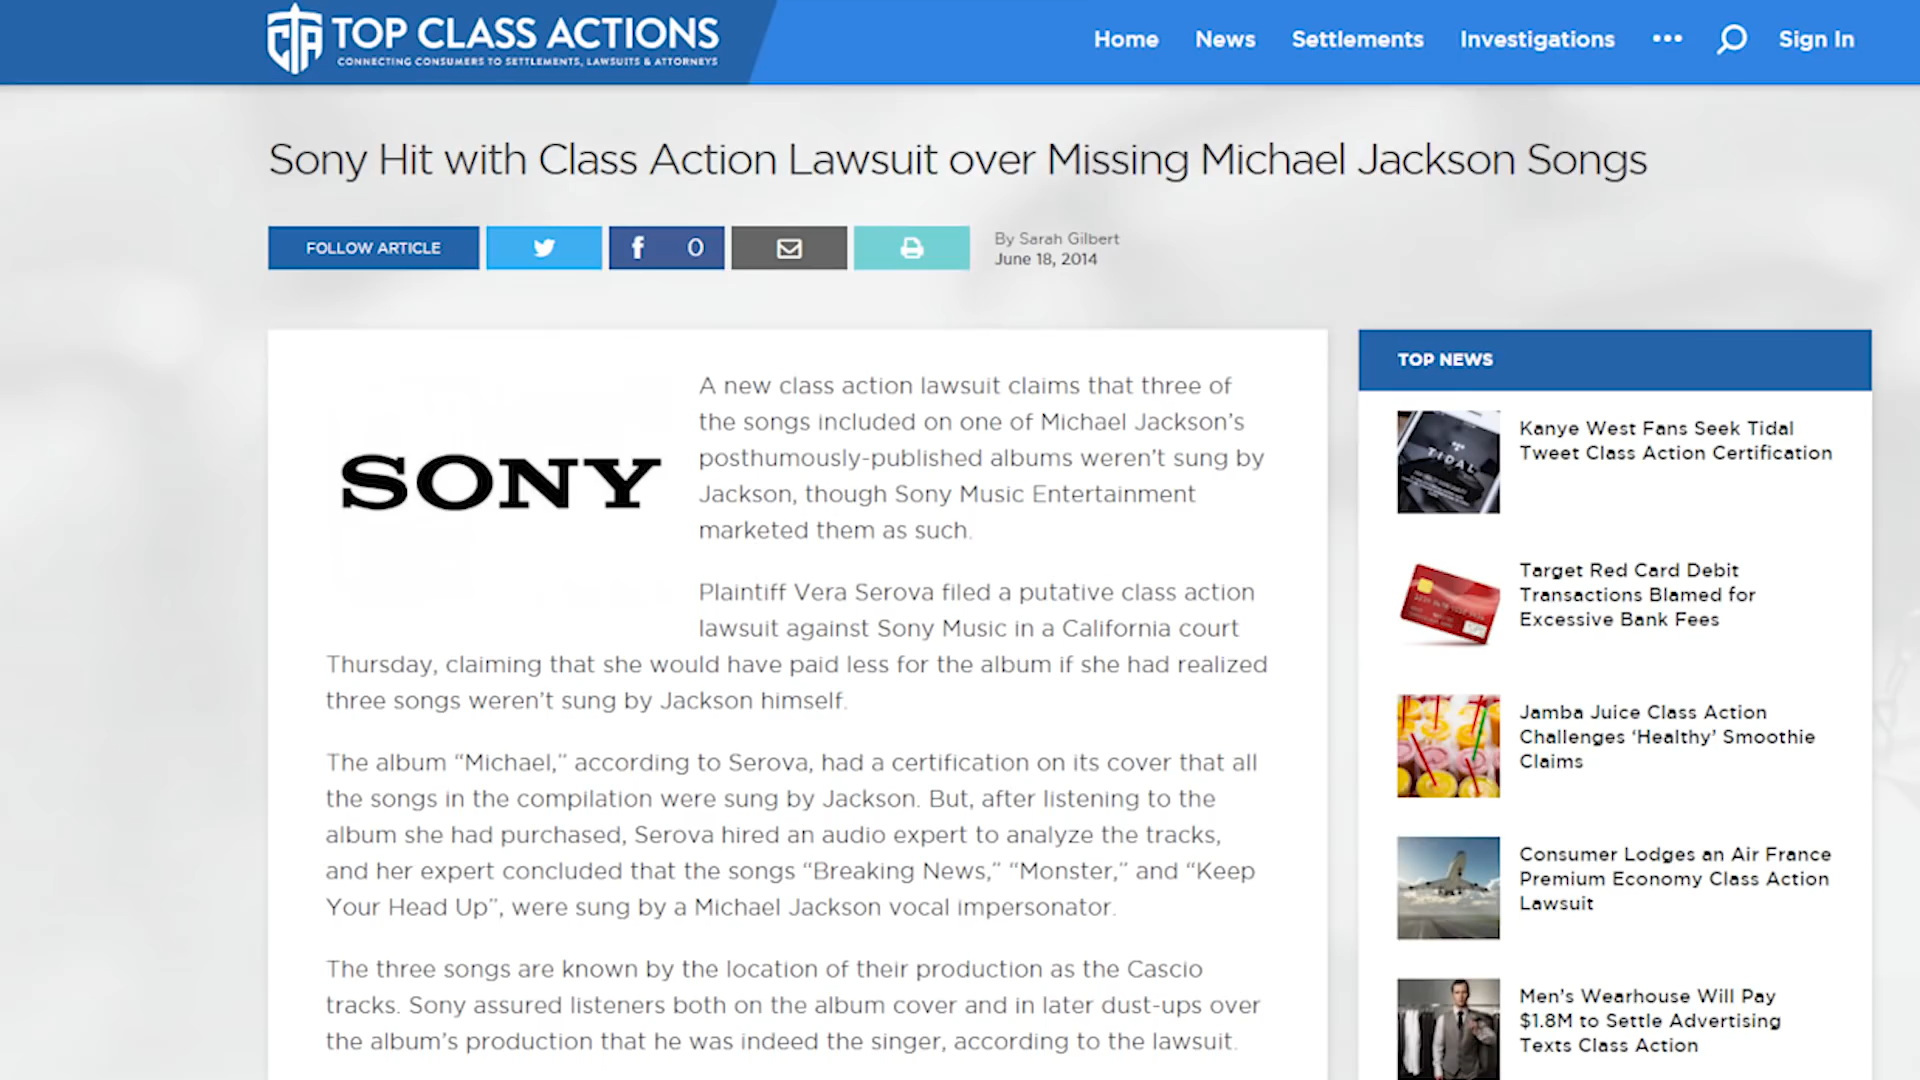 TOP CLASS ACTIONS
CONNECTING CONSUMERS TO SETTLEMENTS, LAWSUITS & ATTORNEYS
Home News Settlements Investigations ••• Sign In
Sony Hit with Class Action Lawsuit over Missing Michael Jackson Songs
FOLLOW ARTICLE
0
By Sarah Gilbert
June 18, 2014
SONY
A new class action lawsuit claims that three of
the songs included on one of Michael Jackson’s
posthumously-published albums weren’t sung by
Jackson, though Sony Music Entertainment
marketed them as such.
Plaintiff Vera Serova filed a putative class action
lawsuit against Sony Music in a California court
Thursday, claiming that she would have paid less for the album if she had realized
three songs weren’t sung by Jackson himself.
The album “Michael,” according to Serova, had a certification on its cover that all
the songs in the compilation were sung by Jackson. But, after listening to the
album she had purchased, Serova hired an audio expert to analyze the tracks,
and her expert concluded that the songs “Breaking News,” “Monster,” and “Keep
Your Head Up”, were sung by a Michael Jackson vocal impersonator.
The three songs are known by the location of their production as the Cascio
tracks. Sony assured listeners both on the album cover and in later dust-ups over
the album’s production that he was indeed the singer, according to the lawsuit.
TOP NEWS
TIDAL
Kanye West Fans Seek Tidal
Tweet Class Action Certification
Target Red Card Debit
Transactions Blamed for
Excessive Bank Fees
Jamba Juice Class Action
Challenges ‘Healthy’ Smoothie
Claims
Consumer Lodges an Air France
Premium Economy Class Action
Lawsuit
Men’s Wearhouse Will Pay
$1.8M to Settle Advertising
Texts Class Action